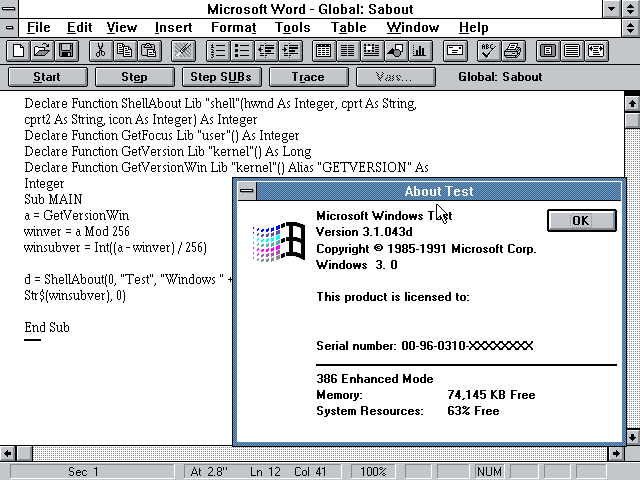 Microsoft Word - Global: Sabout
File Edit View Insert Format Tools Table Window Help
Start Step Step SUBs Trace Vars... Global: Sabout
Declare Function ShellAbout Lib "shell"(hwnd As Integer, cprt As String,
cprt2 As String, icon As Integer) As Integer
Declare Function GetFocus Lib "user"() As Integer
Declare Function GetVersion Lib "kernel"() As Long
Declare Function GetVersionWin Lib "kernel"() Alias "GETVERSION" As
Integer
Sub MAIN
a = GetVersionWin
winver = a Mod 256
winsubver = Int((a - winver) / 256)
d = ShellAbout(0, "Test", "Windows " +
Str$(winsubver), 0)
End Sub
About Test
Microsoft Windows Test
Version 3.1.043d
Copyright © 1985-1991 Microsoft Corp.
Windows 3. 0
OK
This product is licensed to:
Serial number: 00-96-0310-XXXXXXXX
386 Enhanced Mode
Memory: 74,145 KB Free
System Resources: 63% Free
Sec 1 At 2.8" Ln 12 Col 41 100% NUM